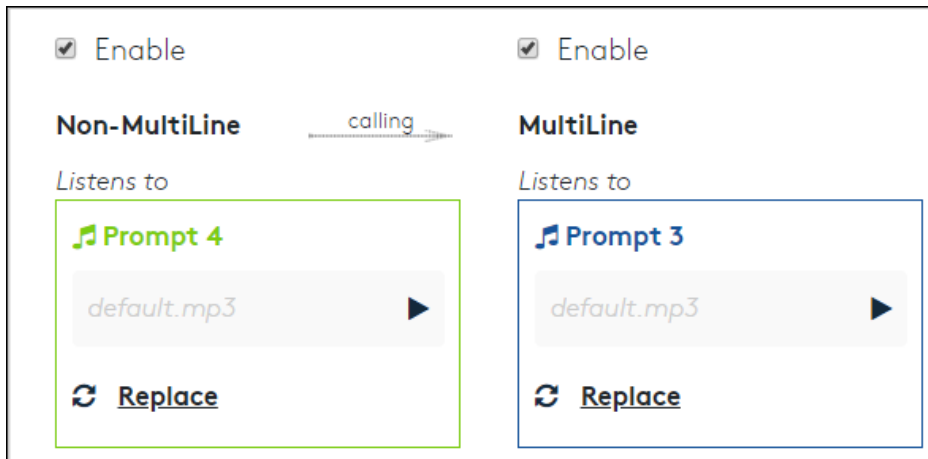 Enable
Enable
Non-MultiLine calling MultiLine
Listens to
Listens to
Prompt 4
Prompt 3
default.mp3
default.mp3
Replace
Replace